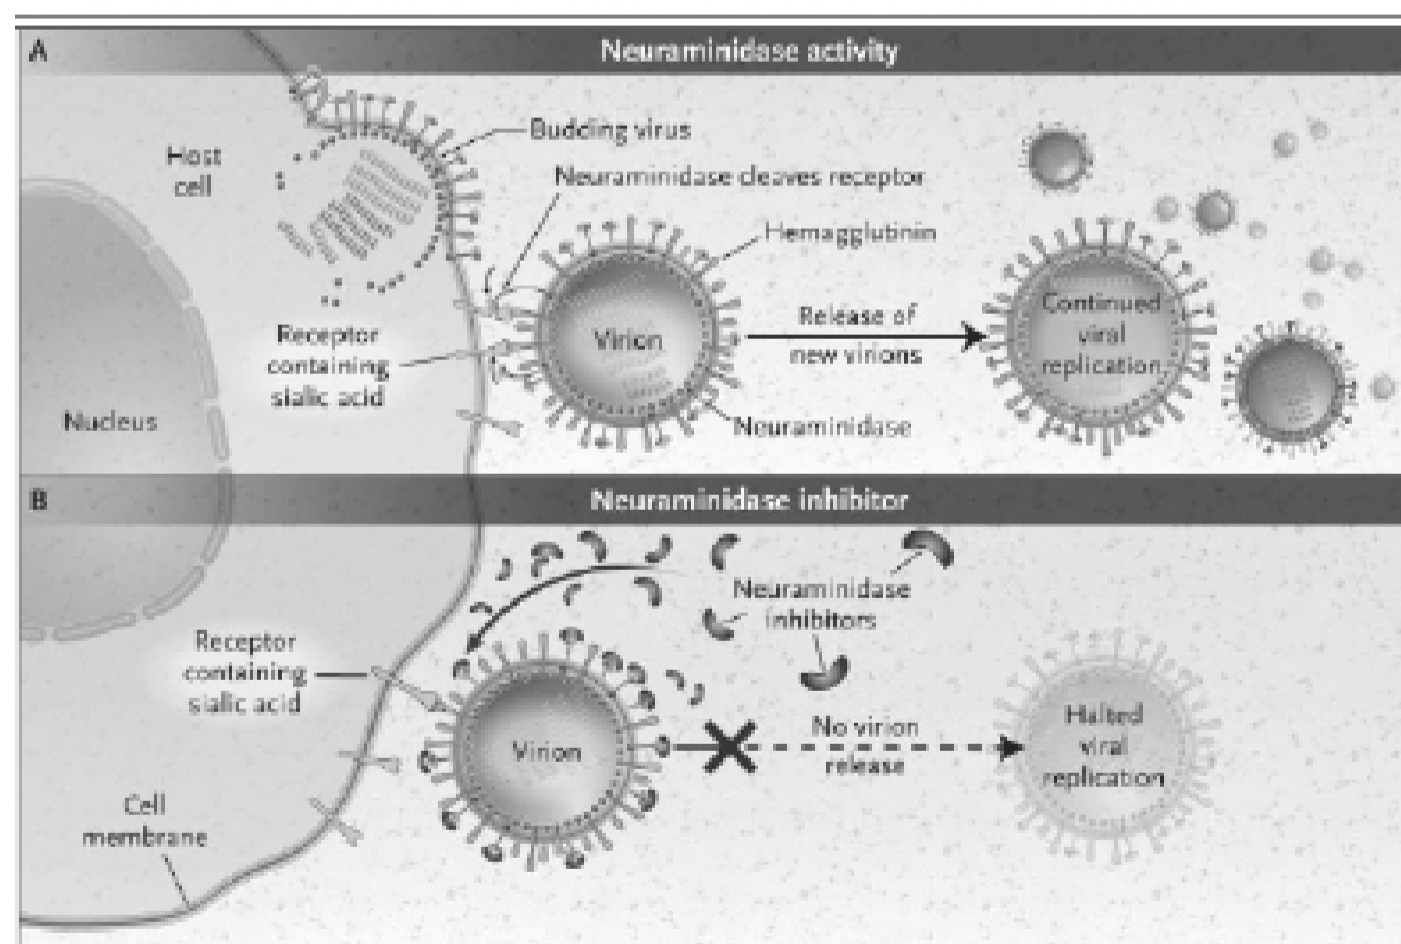 A
Neuraminidase activity
Budding virus
Host
cell
Neuraminidase cleaves receptor
Hemagglutinin
Receptor
containing
sialic acid
Virion
Release of
new virions
Continued
viral
replication
Nucleus
Neuraminidase
B
Neuraminidase inhibitor
Neuraminidase
inhibitors
Receptor
containing
sialic acid
Virion
No virion
release
Halted
viral
replication
Cell
membrane